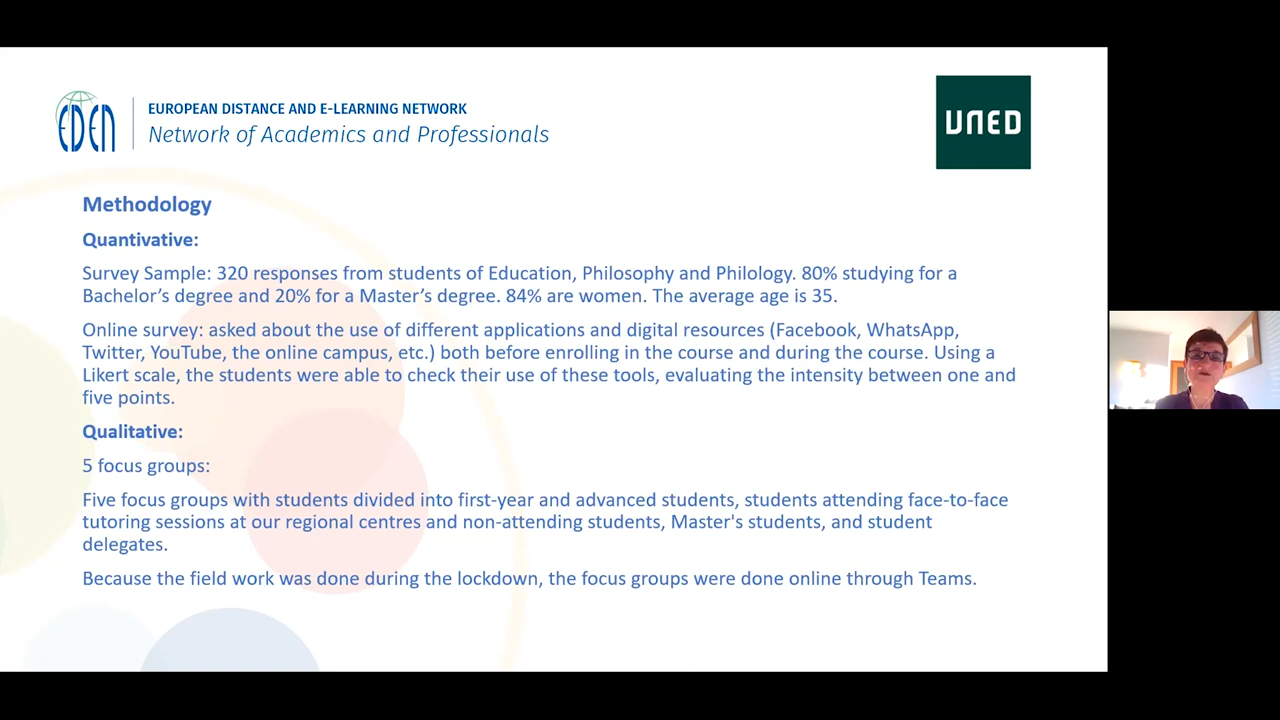 EDEN
EUROPEAN DISTANCE AND E-LEARNING NETWORK
Network of Academics and Professionals
UNED
Methodology
Quantivative:
Survey Sample: 320 responses from students of Education, Philosophy and Philology. 80% studying for a
Bachelor’s degree and 20% for a Master’s degree. 84% are women. The average age is 35.
Online survey: asked about the use of different applications and digital resources (Facebook, WhatsApp,
Twitter, YouTube, the online campus, etc.) both before enrolling in the course and during the course. Using a
Likert scale, the students were able to check their use of these tools, evaluating the intensity between one and
five points.
Qualitative:
5 focus groups:
Five focus groups with students divided into first-year and advanced students, students attending face-to-face
tutoring sessions at our regional centres and non-attending students, Master's students, and student
delegates.
Because the field work was done during the lockdown, the focus groups were done online through Teams.